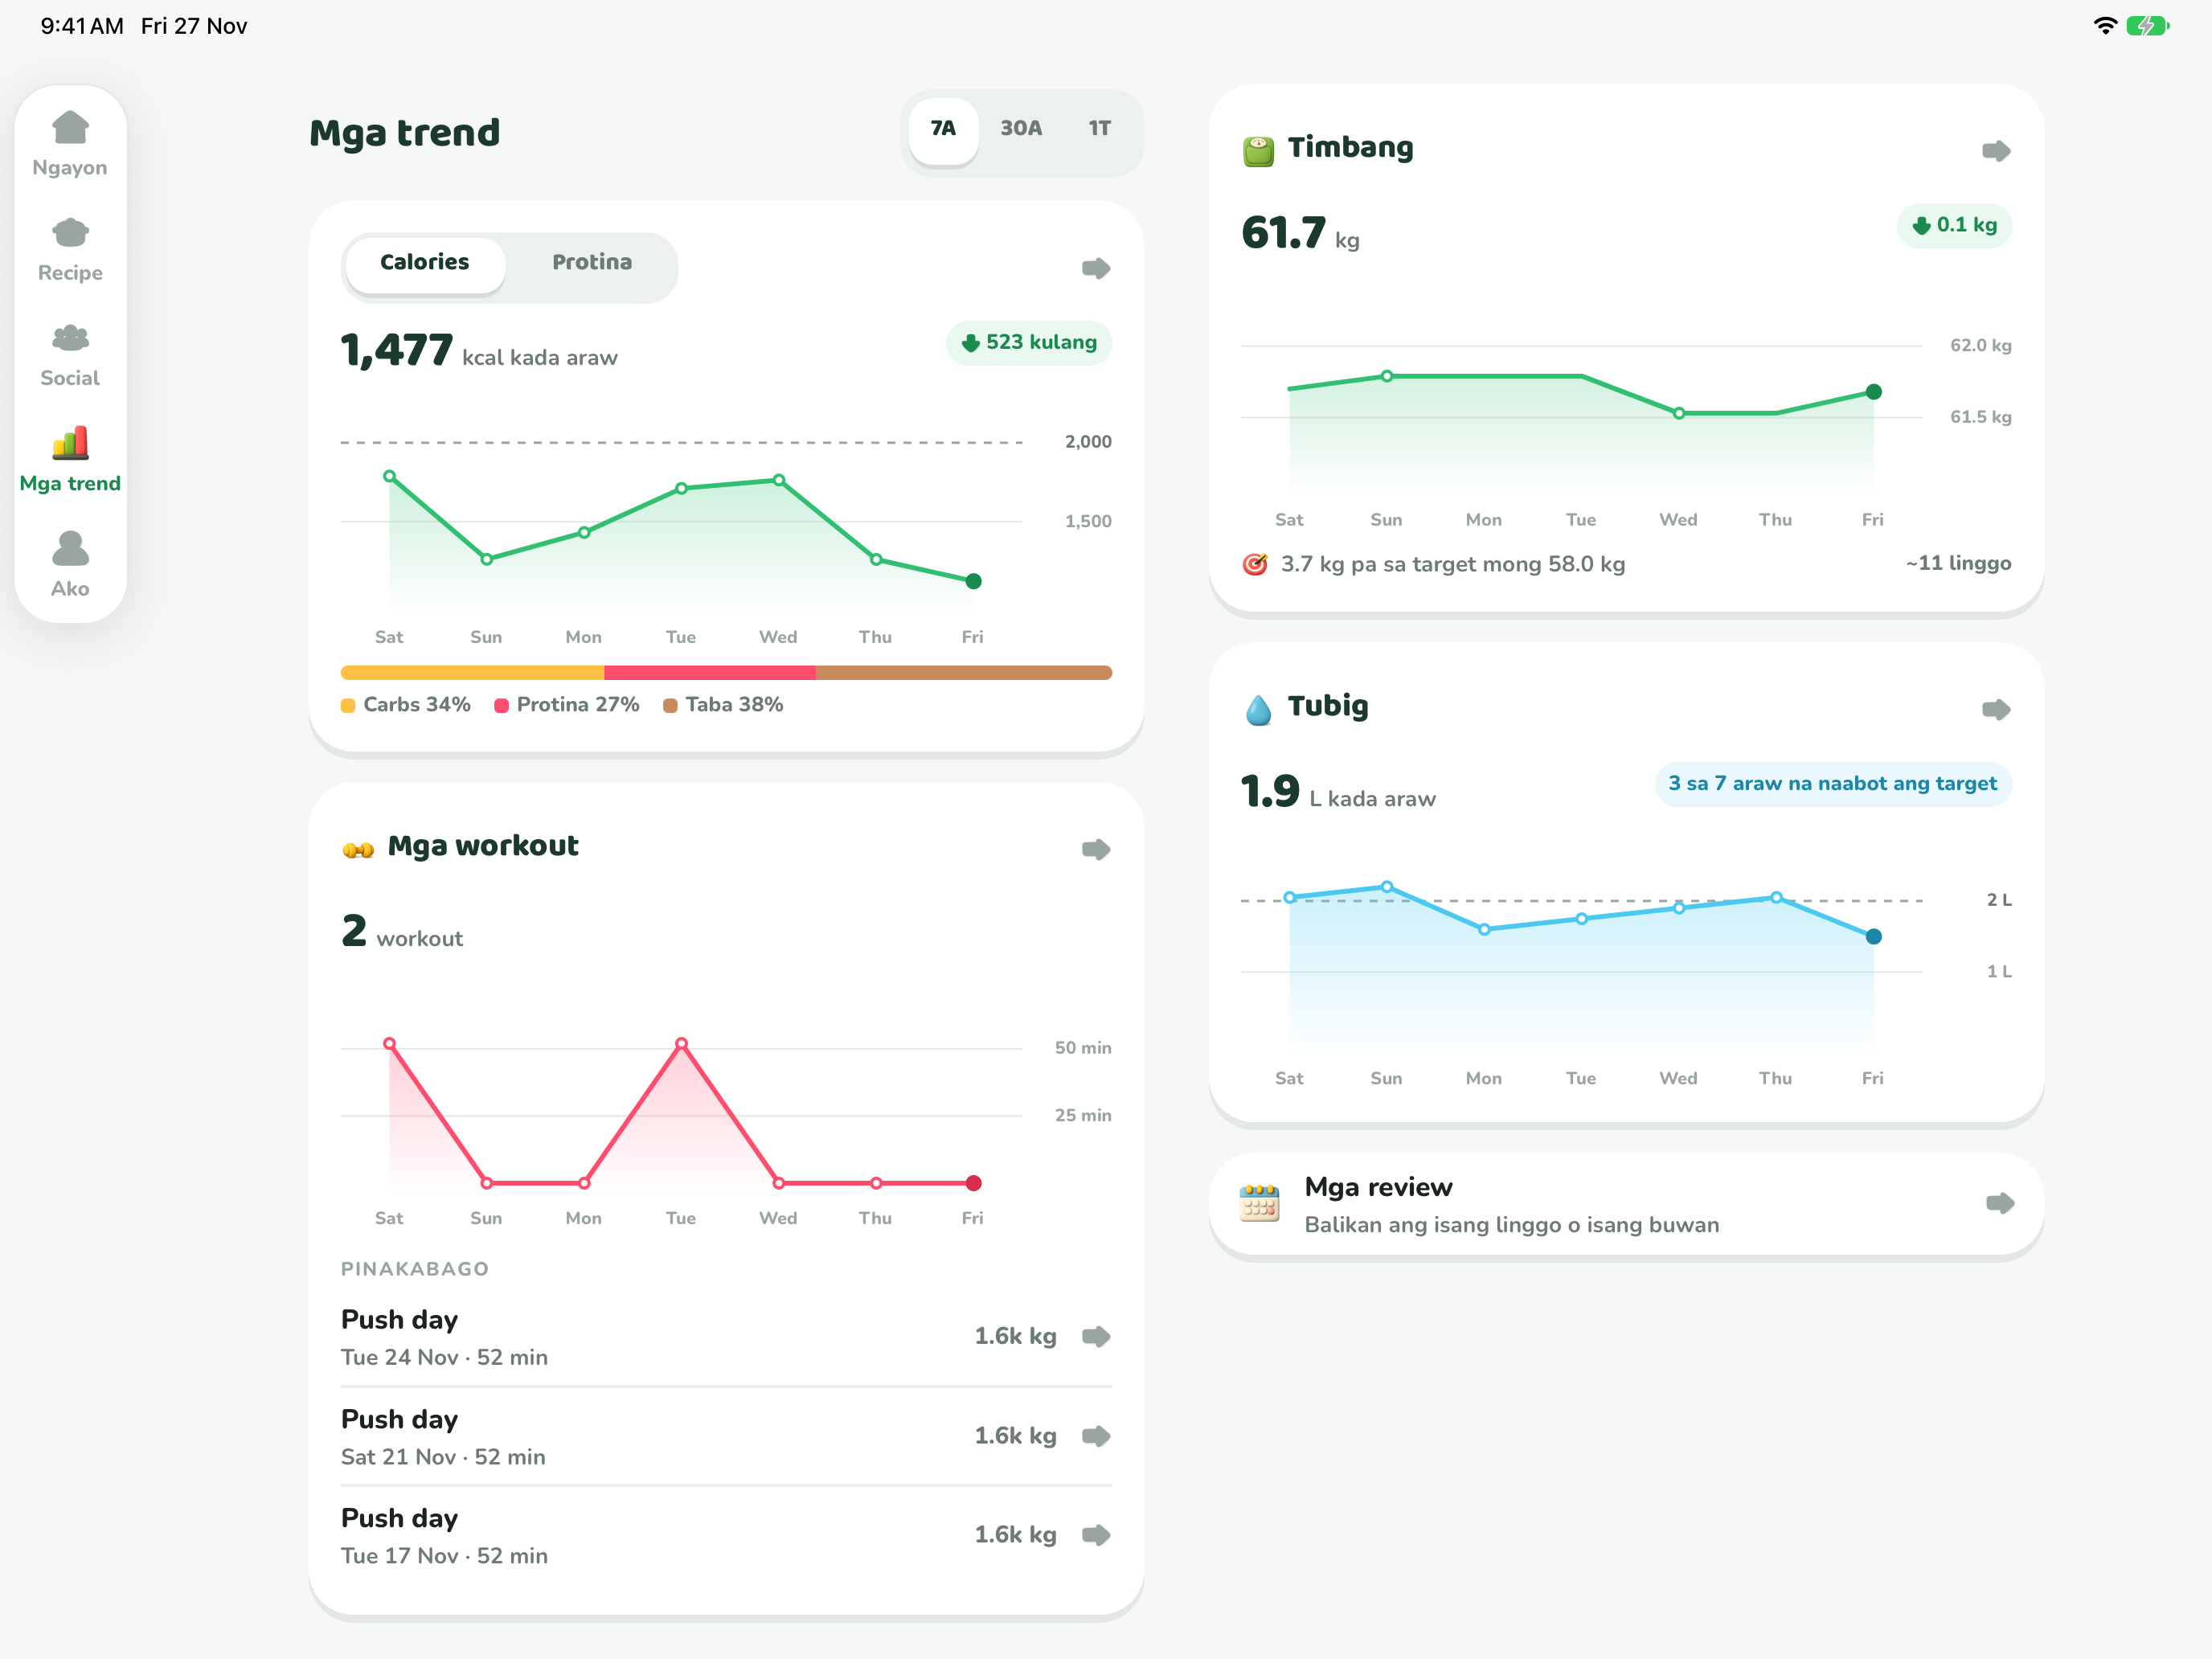 9:41 AM Fri 27 Nov
Ngayon
Recipe
Social
Mga trend
Ako
Mga trend
7A 30A 1T
Calories Protina
1,477 kcal kada araw
523 kulang
2,000
1,500
Sat Sun Mon Tue Wed Thu Fri
Carbs 34% Protina 27% Taba 38%
Mga workout
2 workout
50 min
25 min
Sat Sun Mon Tue Wed Thu Fri
PINAKABAGO
Push day
Tue 24 Nov · 52 min
1.6k kg
Push day
Sat 21 Nov · 52 min
1.6k kg
Push day
Tue 17 Nov · 52 min
1.6k kg
Timbang
61.7 kg
0.1 kg
62.0 kg
61.5 kg
Sat Sun Mon Tue Wed Thu Fri
3.7 kg pa sa target mong 58.0 kg
~11 linggo
Tubig
1.9 L kada araw
3 sa 7 araw na naabot ang target
2 L
1 L
Sat Sun Mon Tue Wed Thu Fri
Mga review
Balikan ang isang linggo o isang buwan